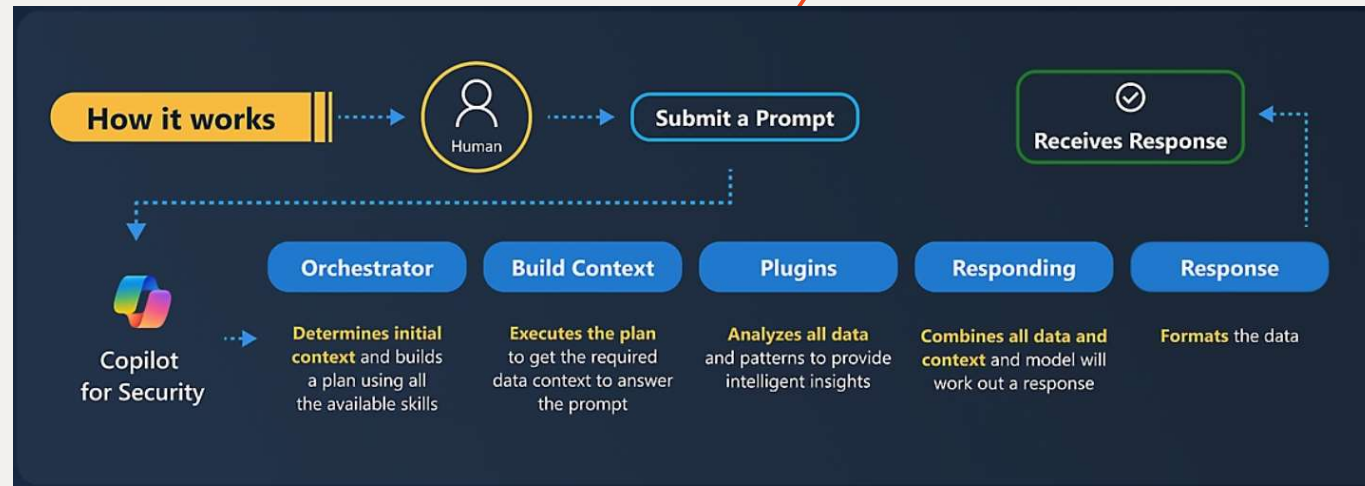 How it works
Human
Submit a Prompt
Receives Response
Copilot
for Security
Orchestrator
Determines initial
context and builds
a plan using all
the available skills
Build Context
Executes the plan
to get the required
data context to answer
the prompt
Plugins
Analyzes all data
and patterns to provide
intelligent insights
Responding
Combines all data and
context and model will
work out a response
Response
Formats the data